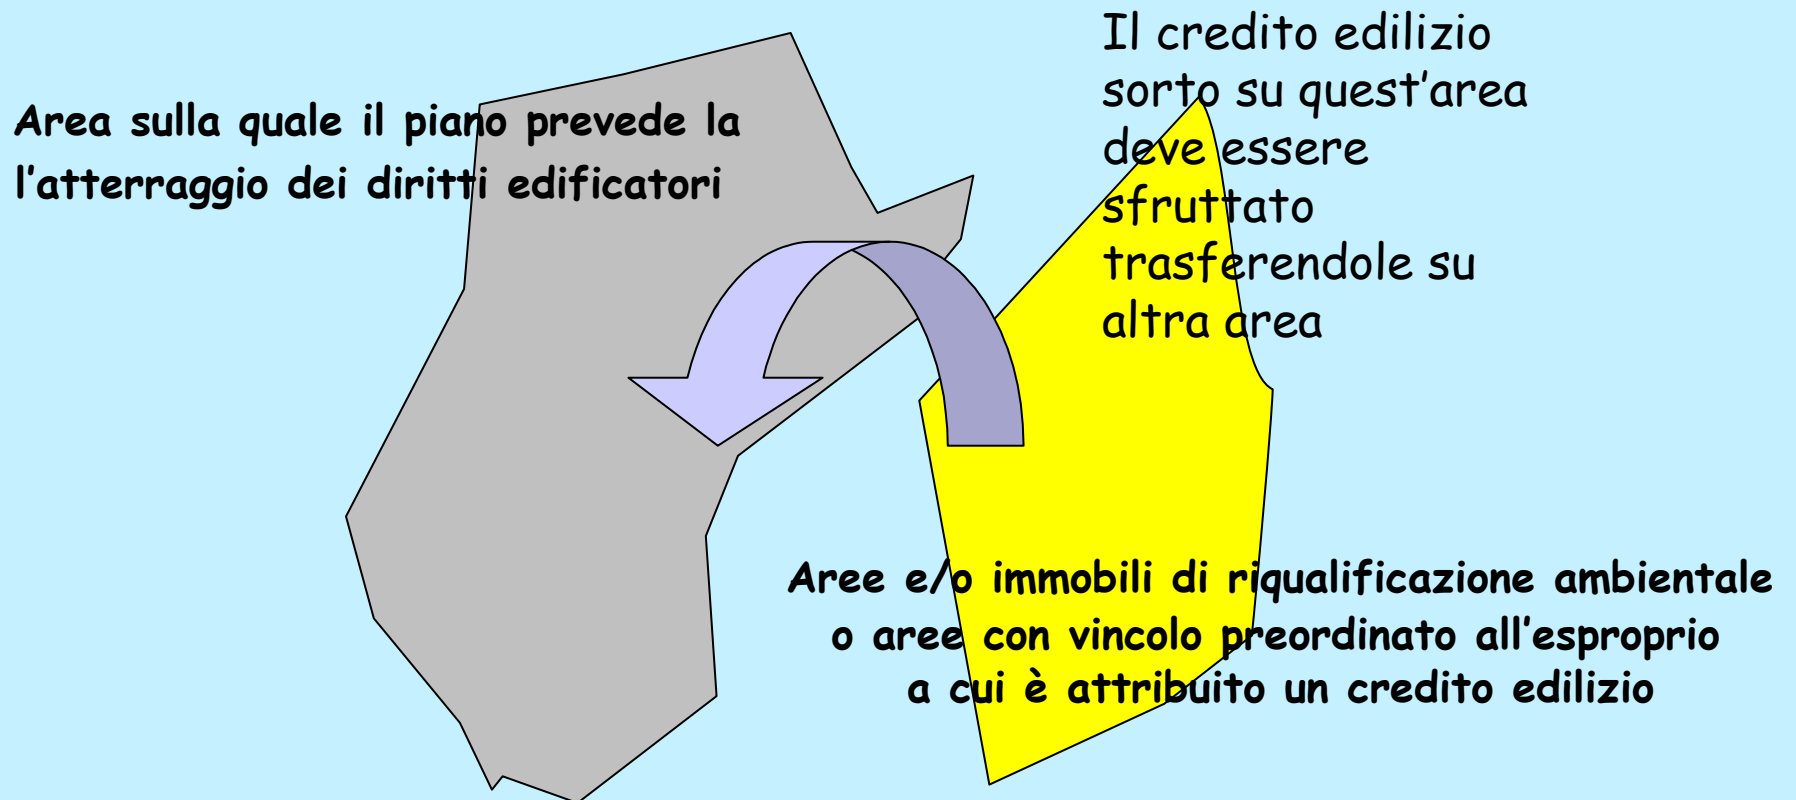 Area sulla quale il piano prevede la
l'atterraggio dei diritti edificatori
Il credito edilizio
sorto su quest'area
deve essere
sfruttato
trasferendole su
altra area
Aree e/o immobili di riqualificazione ambientale
o aree con vincolo preordinato all'esproprio
a cui è attribuito un credito edilizio